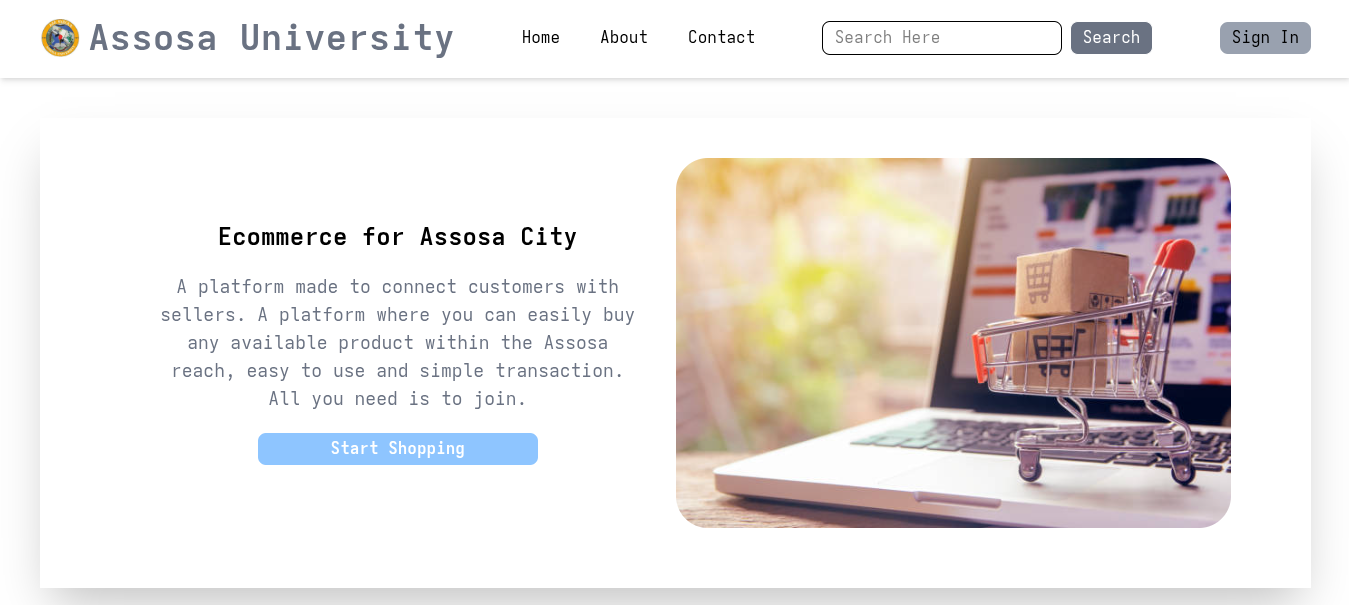 Assosa University
Home
About
Contact
Search Here
Search
Sign In
Ecommerce for Assosa City
A platform made to connect customers with
sellers. A platform where you can easily buy
any available product within the Assosa
reach, easy to use and simple transaction.
All you need is to join.
Start Shopping